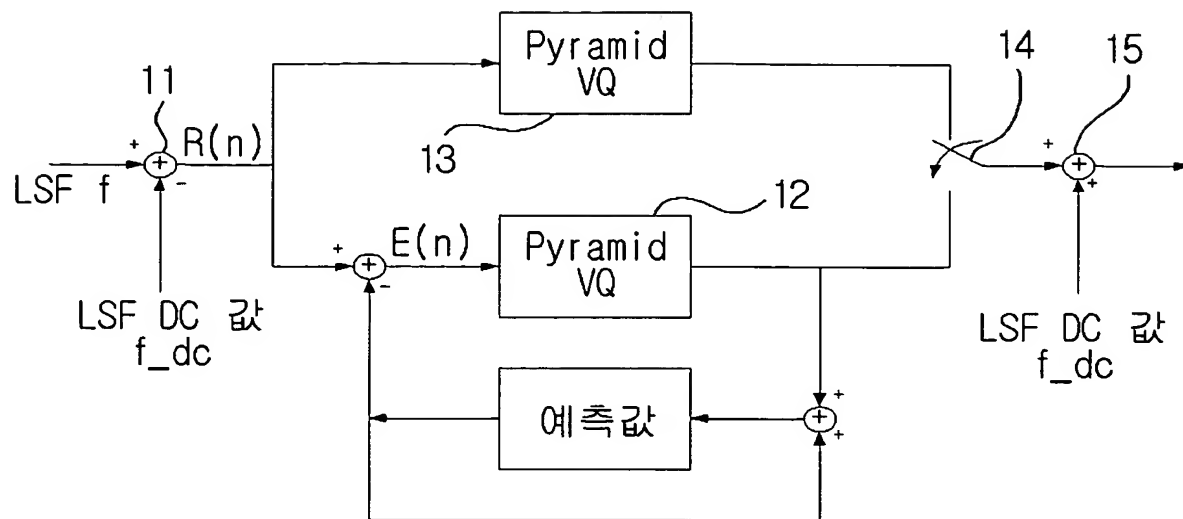 Pyramid
VQ
13
14
15
11
R(n)
+
+
-
LSF f
LSF DC 값
f_dc
+
E(n)
-
Pyramid
VQ
12
+
+
+
LSF DC 값
f_dc
예측값
+
+
+